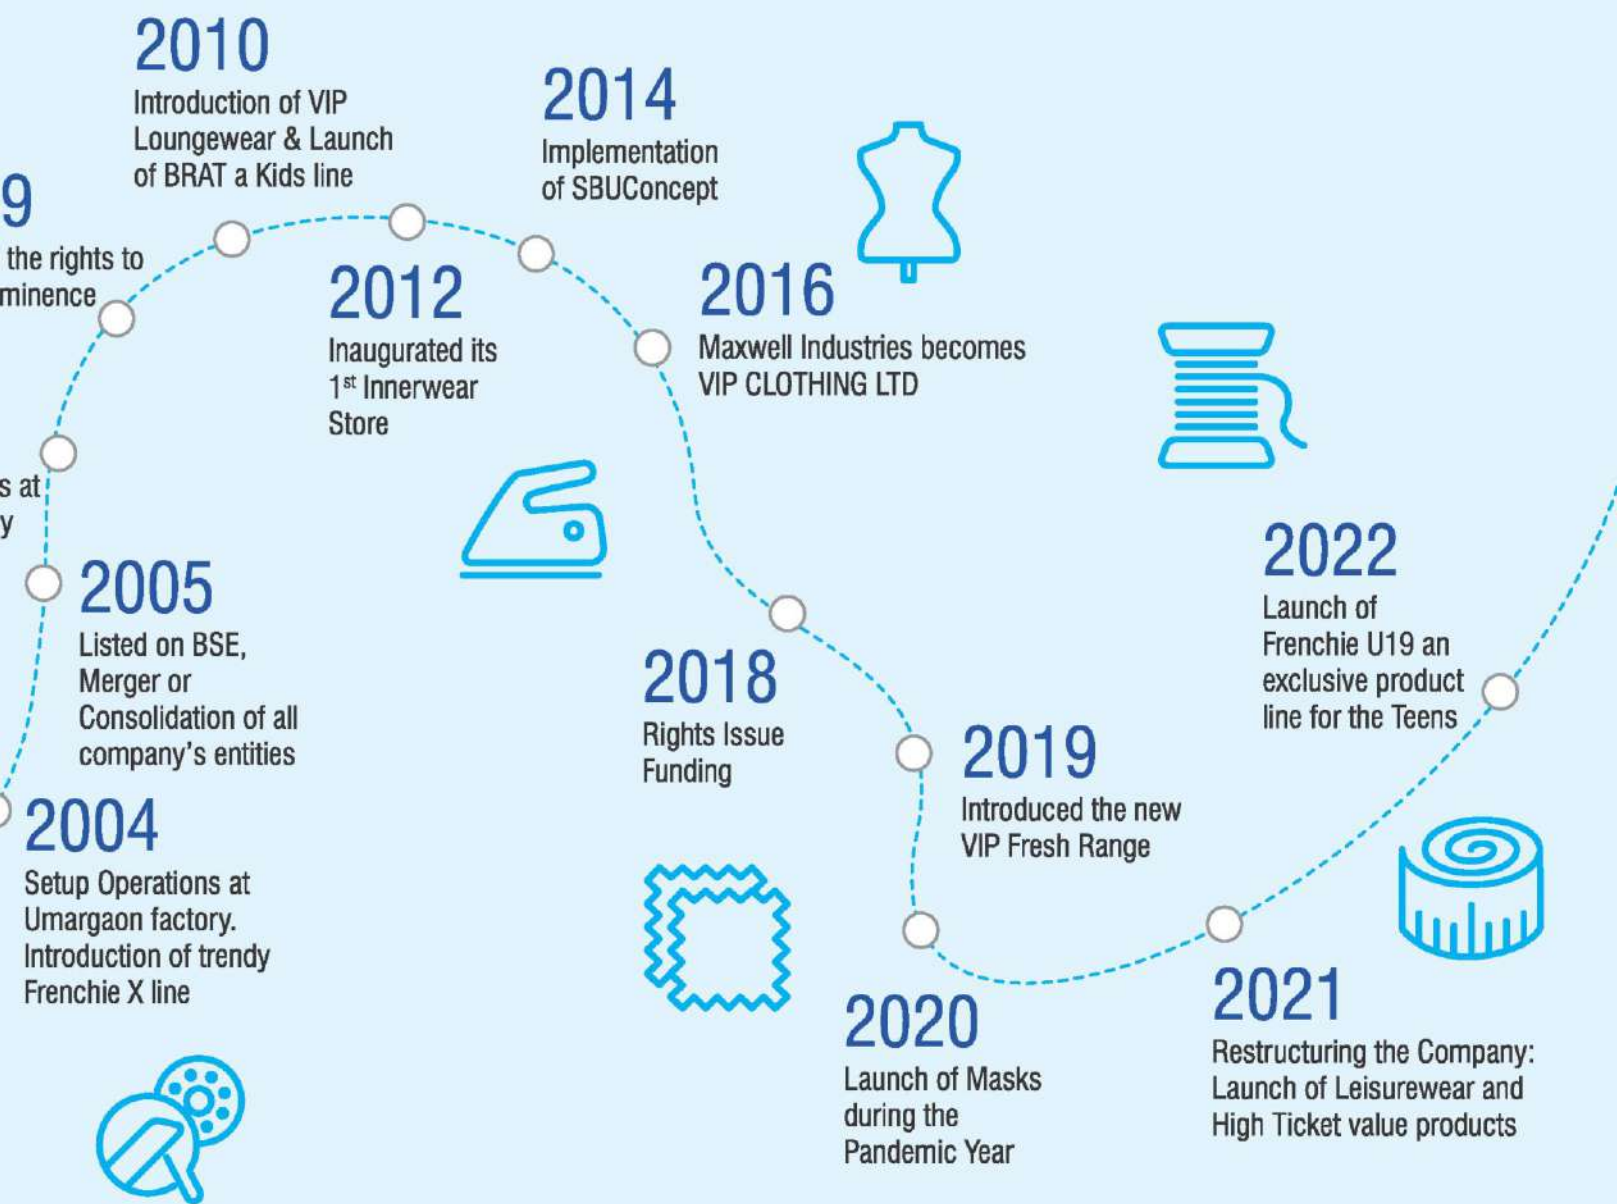 2010
Introduction of VIP
Loungewear & Launch
of BRAT a Kids line
2014
Implementation
of SBUConcept
9
the rights to
minence
2012
Inaugurated its
1st Innerwear
Store
2016
Maxwell Industries becomes
VIP CLOTHING LTD
s at
y
2005
Listed on BSE,
Merger or
Consolidation of all
company's entities
2004
Setup Operations at
Umargaon factory.
Introduction of trendy
Frenchie X line
2018
Rights Issue
Funding
2019
Introduced the new
VIP Fresh Range
2022
Launch of
Frenchie U19 an
exclusive product
line for the Teens
2020
Launch of Masks
during the
Pandemic Year
2021
Restructuring the Company:
Launch of Leisurewear and
High Ticket value products